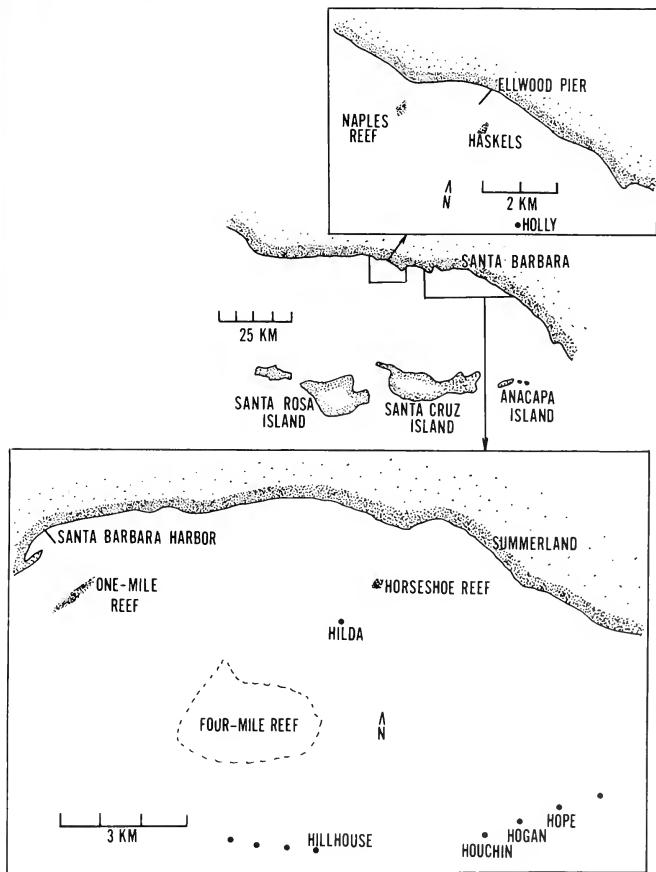 ELLWOOD PIER
NAPLES
REEF
HASKELS
N
2 KM
HOLLY
SANTA BARBARA
25 KM
SANTA ROSA
ISLAND
SANTA CRUZ
ISLAND
ANACAPA
ISLAND
SANTA BARBARA HARBOR
SUMMERLAND
ONE-MILE
REEF
HORSESHOE REEF
HILDA
FOUR-MILE REEF
N
3 KM
HILLHOUSE
HOPE
HOGAN
HOUCHIN